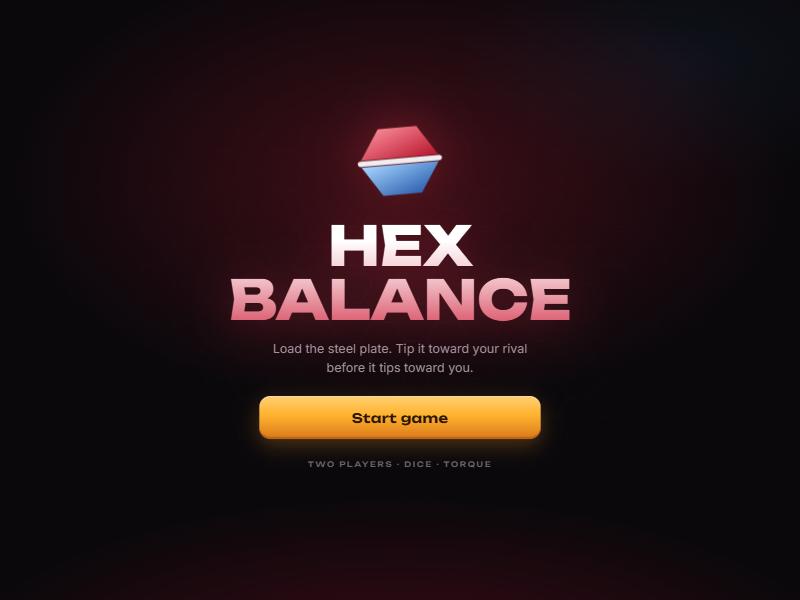 HEX
BALANCE
Load the steel plate. Tip it toward your rival
before it tips toward you.
Start game
TWO PLAYERS · DICE · TORQUE